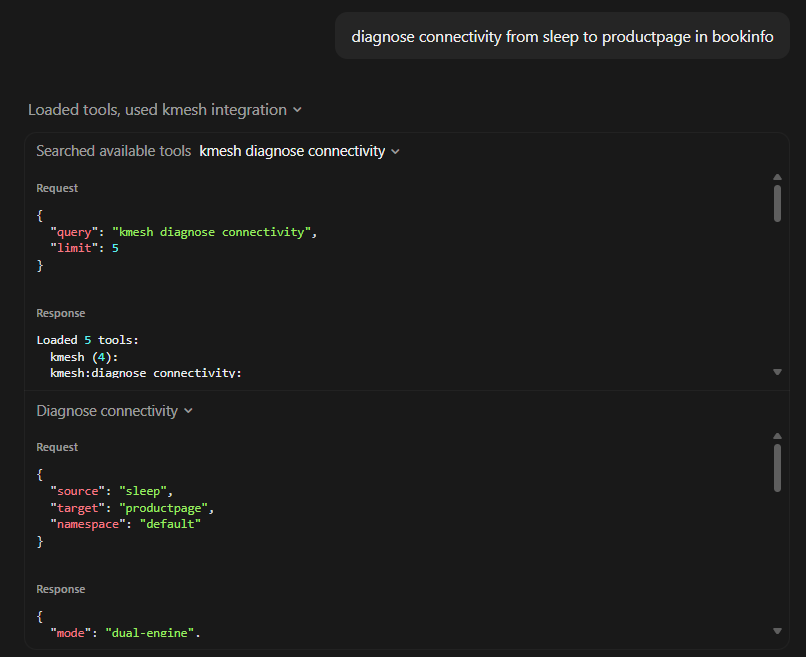 diagnose connectivity from sleep to productpage in bookinfo
Loaded tools, used kmesh integration
Searched available tools kmesh diagnose connectivity
Request
{
"query": "kmesh diagnose connectivity",
"limit": 5
}
Response
Loaded 5 tools:
kmesh (4):
kmesh:diagnose connectivity:
Diagnose connectivity
Request
{
"source": "sleep",
"target": "productpage",
"namespace": "default"
}
Response
{
"mode": "dual-engine",